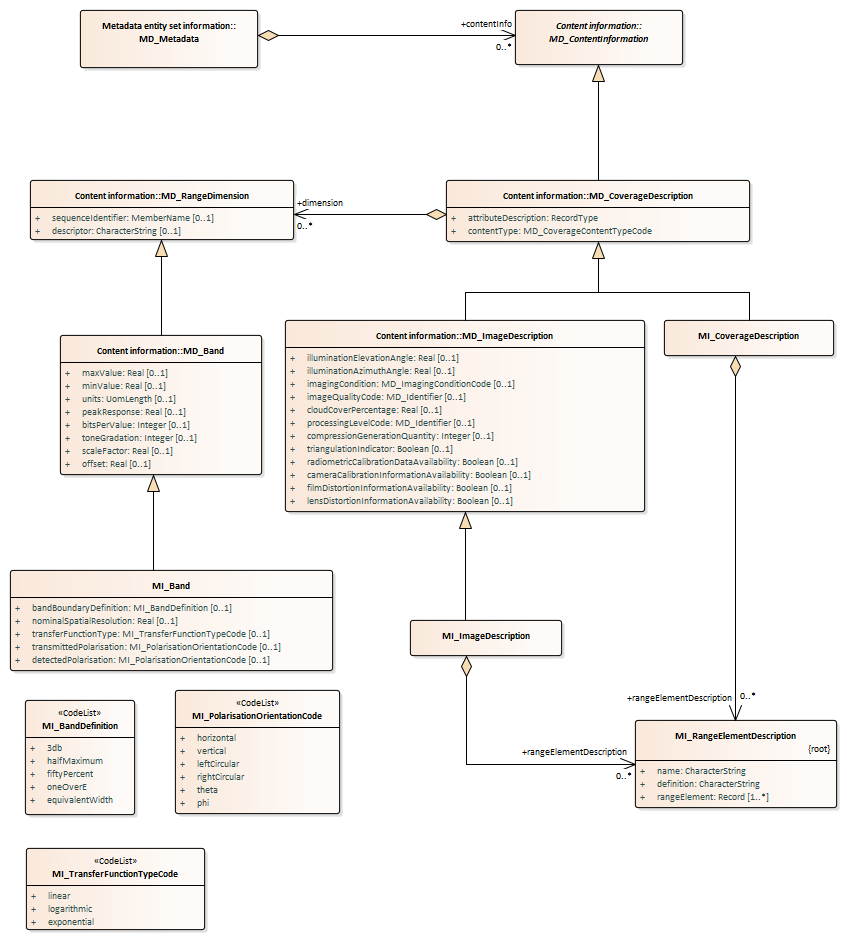 Metadata entity set information::
MD_Metadata
+contentInfo
0..*
Content information::
MD_ContentInformation
Content information::MD_RangeDimension
+ sequenceIdentifier: MemberName [0..1]
+ descriptor: CharacterString [0..1]
+dimension
0..*
Content information::MD_CoverageDescription
+ attributeDescription: RecordType
+ contentType: MD_CoverageContentTypeCode
Content information::MD_Band
+ maxValue: Real [0..1]
+ minValue: Real [0..1]
+ units: UomLength [0..1]
+ peakResponse: Real [0..1]
+ bitsPerValue: Integer [0..1]
+ toneGradation: Integer [0..1]
+ scaleFactor: Real [0..1]
+ offset: Real [0..1]
Content information::MD_ImageDescription
+ illuminationElevationAngle: Real [0..1]
+ illuminationAzimuthAngle: Real [0..1]
+ imagingCondition: MD_ImagingConditionCode [0..1]
+ imageQualityCode: MD_Identifier [0..1]
+ cloudCoverPercentage: Real [0..1]
+ processingLevelCode: MD_Identifier [0..1]
+ compressionGenerationQuantity: Integer [0..1]
+ triangulationIndicator: Boolean [0..1]
+ radiometricCalibrationDataAvailability: Boolean [0..1]
+ cameraCalibrationInformationAvailability: Boolean [0..1]
+ filmDistortionInformationAvailability: Boolean [0..1]
+ lensDistortionInformationAvailability: Boolean [0..1]
MI_CoverageDescription
MI_Band
+ bandBoundaryDefinition: MI_BandDefinition [0..1]
+ nominalSpatialResolution: Real [0..1]
+ transferFunctionType: MI_TransferFunctionTypeCode [0..1]
+ transmittedPolarisation: MI_PolarisationOrientationCode [0..1]
+ detectedPolarisation: MI_PolarisationOrientationCode [0..1]
MI_ImageDescription
«CodeList»
MI_BandDefinition
+ 3db
+ halfMaximum
+ fiftyPercent
+ oneOverE
+ equivalentWidth
«CodeList»
MI_PolarisationOrientationCode
+ horizontal
+ vertical
+ leftCircular
+ rightCircular
+ theta
+ phi
+rangeElementDescription 0..*
+rangeElementDescription
0..*
MI_RangeElementDescription
{root}
+ name: CharacterString
+ definition: CharacterString
+ rangeElement: Record [1..*]
«CodeList»
MI_TransferFunctionTypeCode
+ linear
+ logarithmic
+ exponential